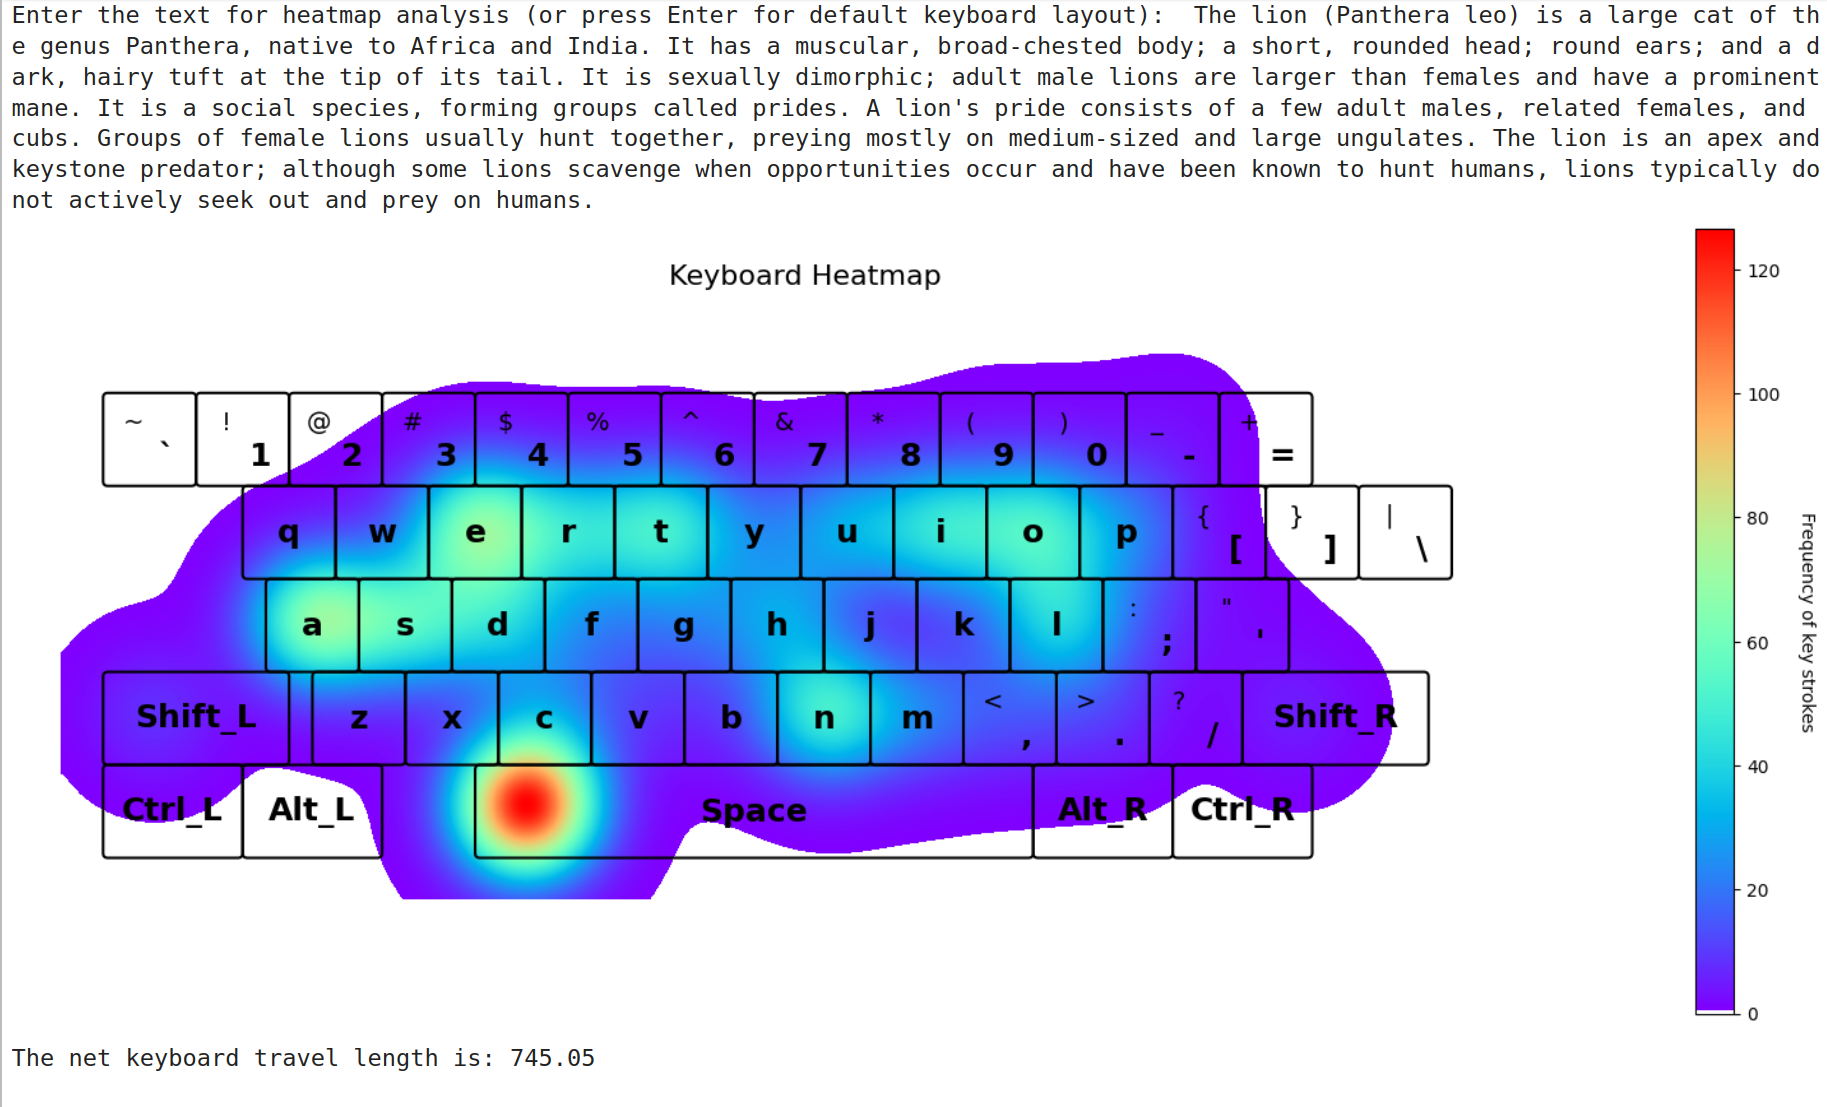 Enter the text for heatmap analysis (or press Enter for default keyboard layout):  The lion (Panthera leo) is a large cat of th
e genus Panthera, native to Africa and India. It has a muscular, broad-chested body; a short, rounded head; round ears; and a d
ark, hairy tuft at the tip of its tail. It is sexually dimorphic; adult male lions are larger than females and have a prominent
mane. It is a social species, forming groups called prides. A lion's pride consists of a few adult males, related females, and
cubs. Groups of female lions usually hunt together, preying mostly on medium-sized and large ungulates. The lion is an apex and
keystone predator; although some lions scavenge when opportunities occur and have been known to hunt humans, lions typically do
not actively seek out and prey on humans.
Keyboard Heatmap
~ ! @ # $ % ^ & * ( ) _ +
` 1 2 3 4 5 6 7 8 9 0 - =
q w e r t y u i o p { [ } ] | \
a s d f g h j k l : ; " '
Shift_L z x c v b n m < , > . ? / Shift_R
Ctrl_L Alt_L Space Alt_R Ctrl_R
120
100
80
60
40
20
0
Frequency of key strokes
The net keyboard travel length is: 745.05